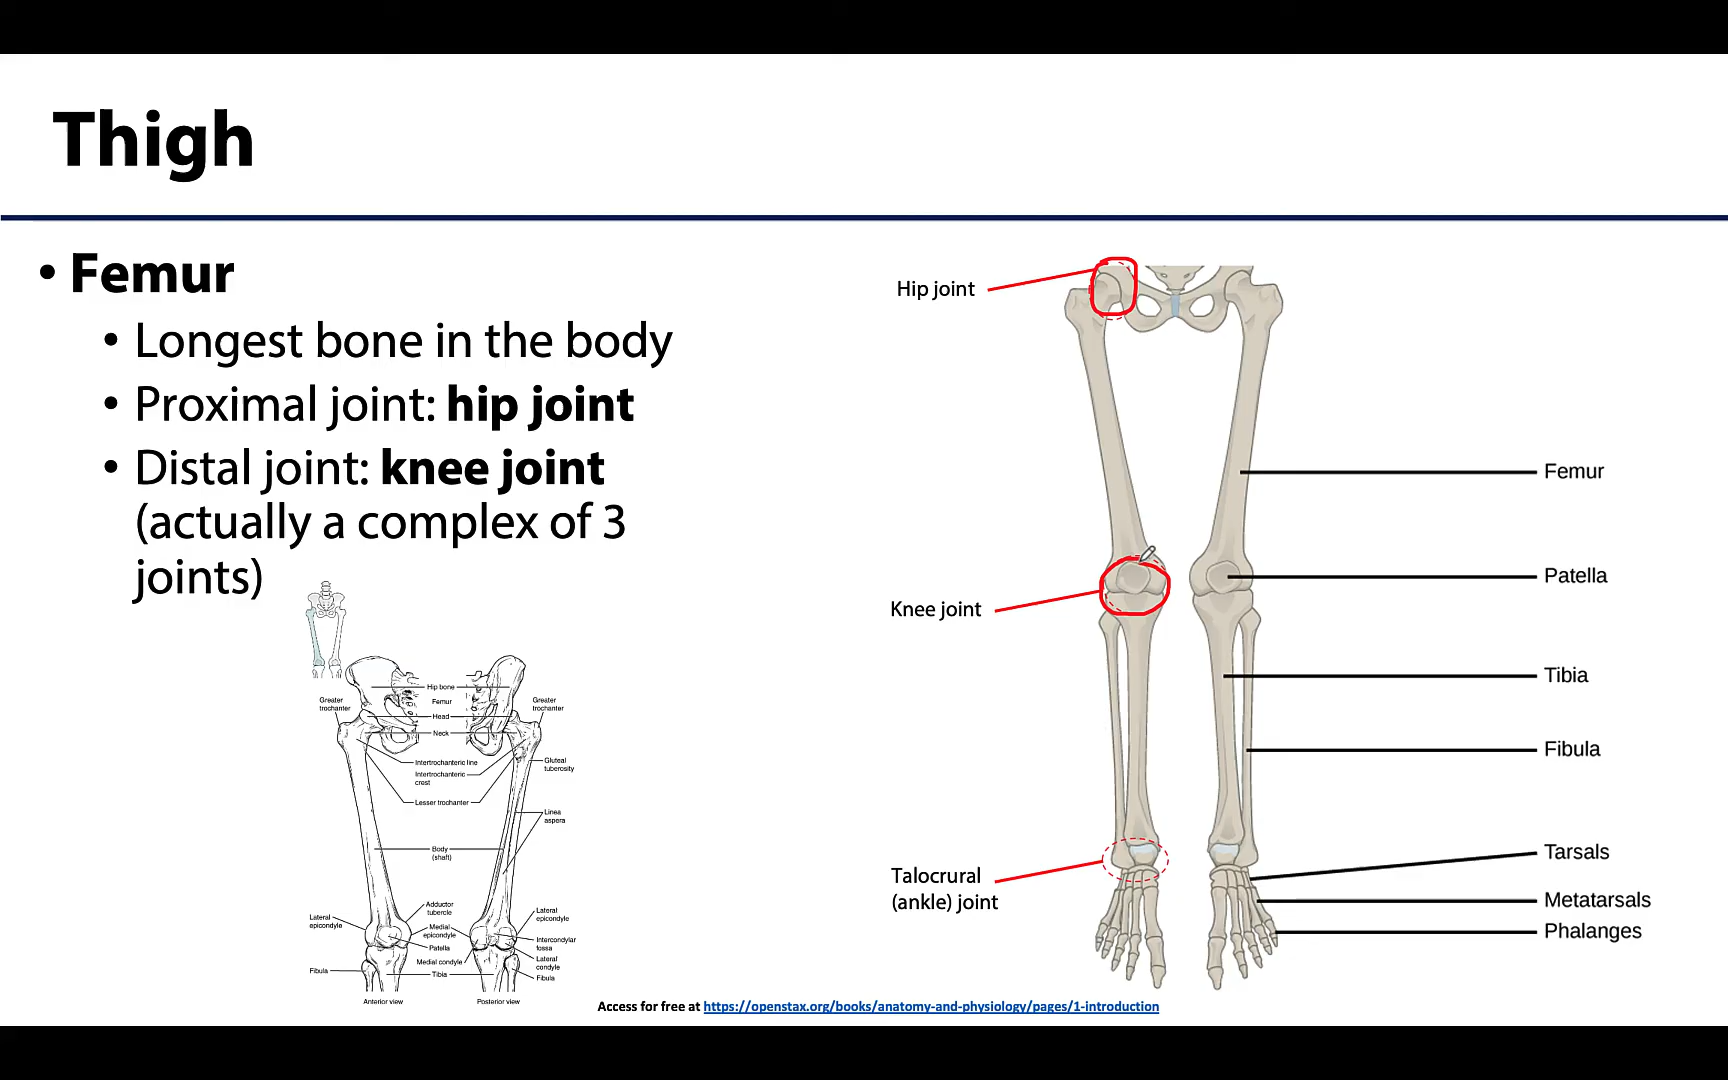 Thigh
• Femur
• Longest bone in the body
• Proximal joint: hip joint
• Distal joint: knee joint
(actually a complex of 3
joints)
Hip joint
Knee joint
Talocrural
(ankle) joint
Femur
Patella
Tibia
Fibula
Tarsals
Metatarsals
Phalanges
Greater
trochanter
Hip bone
Femur
Head
Neck
Greater
trochanter
Intertrochanteric line
Intertrochanteric
crest
Lesser trochanter
Gluteal
tuberosity
Linea
aspera
Body
(shaft)
Adductor
tubercle
Lateral
epicondyle
Medial
epicondyle
Patella
Medial condyle
Tibia
Fibula
Lateral
epicondyle
Intercondylar
fossa
Lateral
condyle
Fibula
Anterior view
Posterior view
Access for free at https://openstax.org/books/anatomy-and-physiology/pages/1-introduction